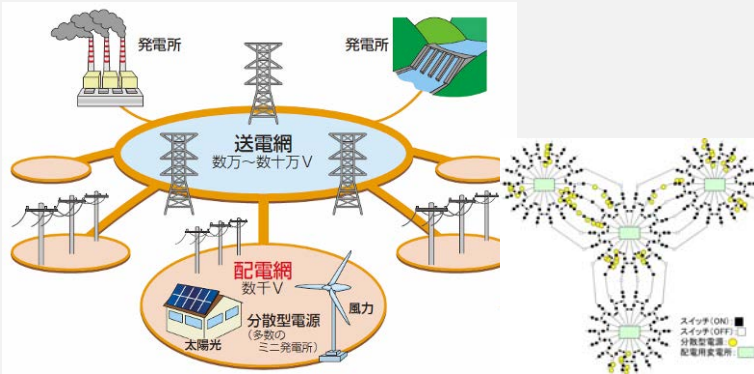 発電所
発電所
送電網
数万～数十万V
配電網
数千V
分散型電源
(多数の
ミニ発電所)
太陽光
風力
スイッチ(ON):
スイッチ(OFF):
分散型電源:
配電用変電所: